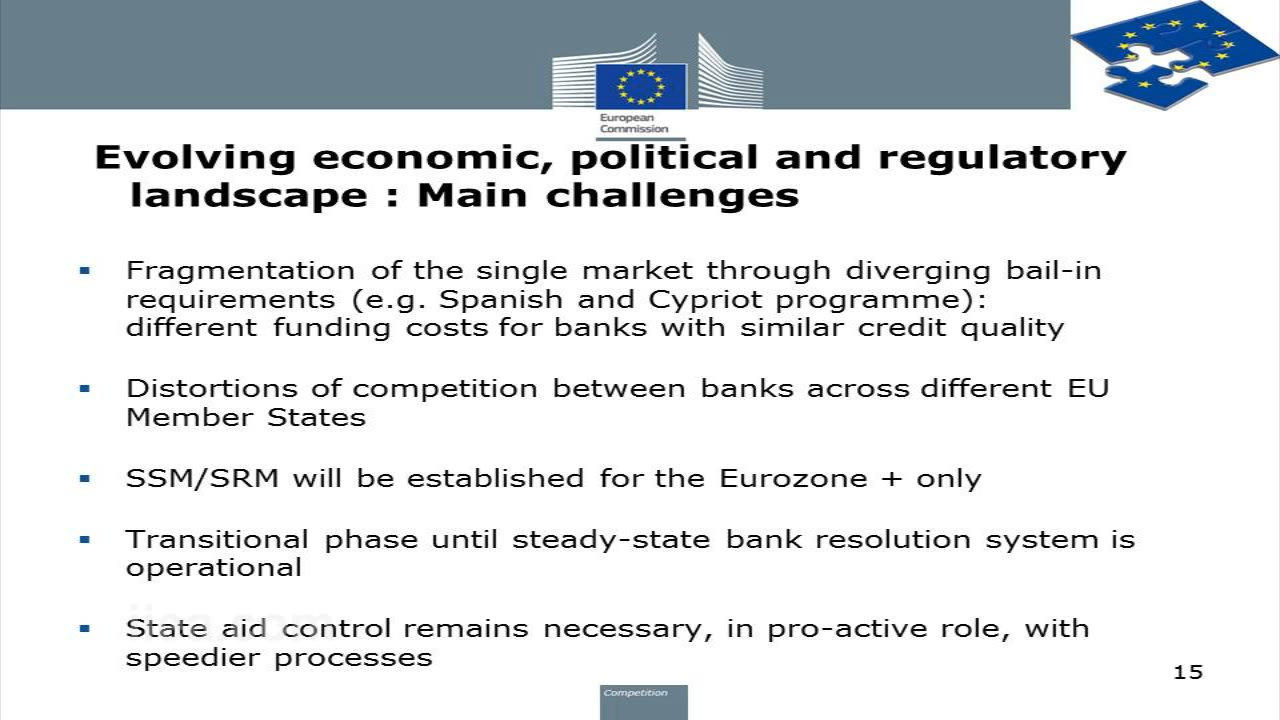 European
Commission
Evolving economic, political and regulatory
landscape : Main challenges
▪ Fragmentation of the single market through diverging bail-in
requirements (e.g. Spanish and Cypriot programme):
different funding costs for banks with similar credit quality
▪ Distortions of competition between banks across different EU
Member States
▪ SSM/SRM will be established for the Eurozone + only
▪ Transitional phase until steady-state bank resolution system is
operational
▪ State aid control remains necessary, in pro-active role, with
speedier processes
15
Competition